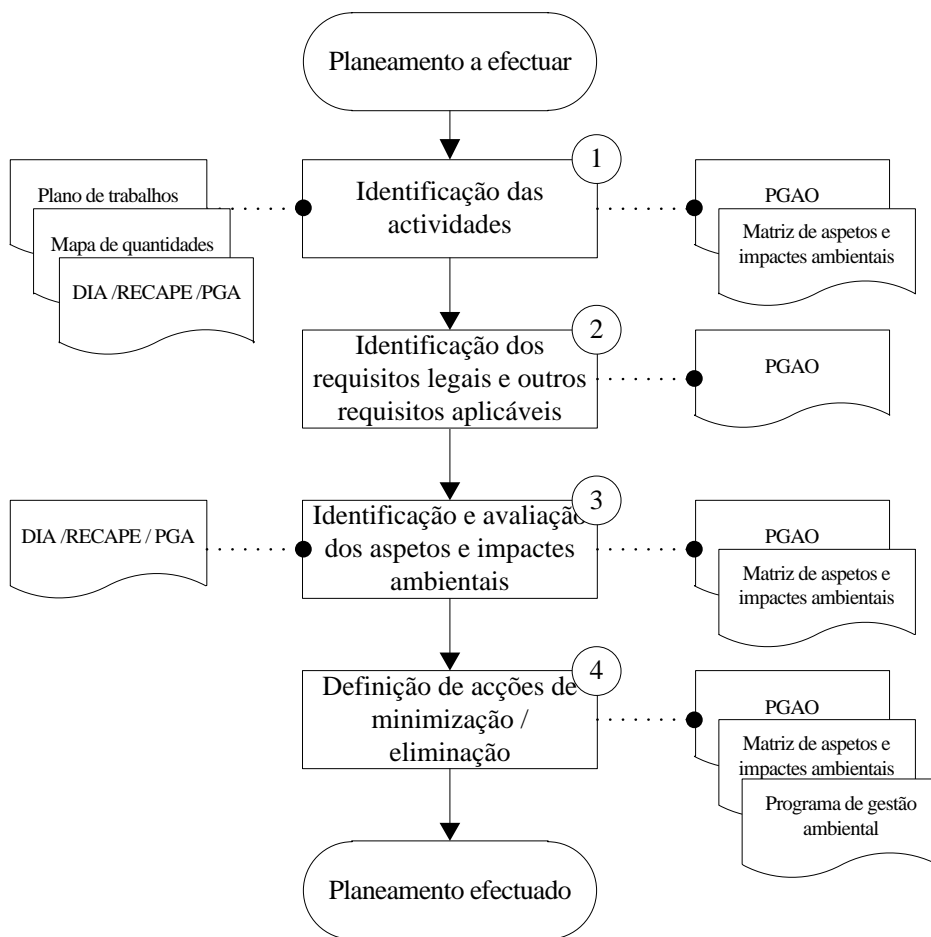 Planeamento a efectuar
1
Plano de trabalhos
Mapa de quantidades
DIA /RECAPE /PGA
Identificação das
actividades
PGAO
Matriz de aspetos e
impactes ambientais
2
Identificação dos
requisitos legais e outros
requisitos aplicáveis
PGAO
3
DIA /RECAPE / PGA
Identificação e avaliação
dos aspetos e impactes
ambientais
PGAO
Matriz de aspetos e
impactes ambientais
4
Definição de acções de
minimização /
eliminação
PGAO
Matriz de aspetos e
impactes ambientais
Programa de gestão
ambiental
Planeamento efectuado